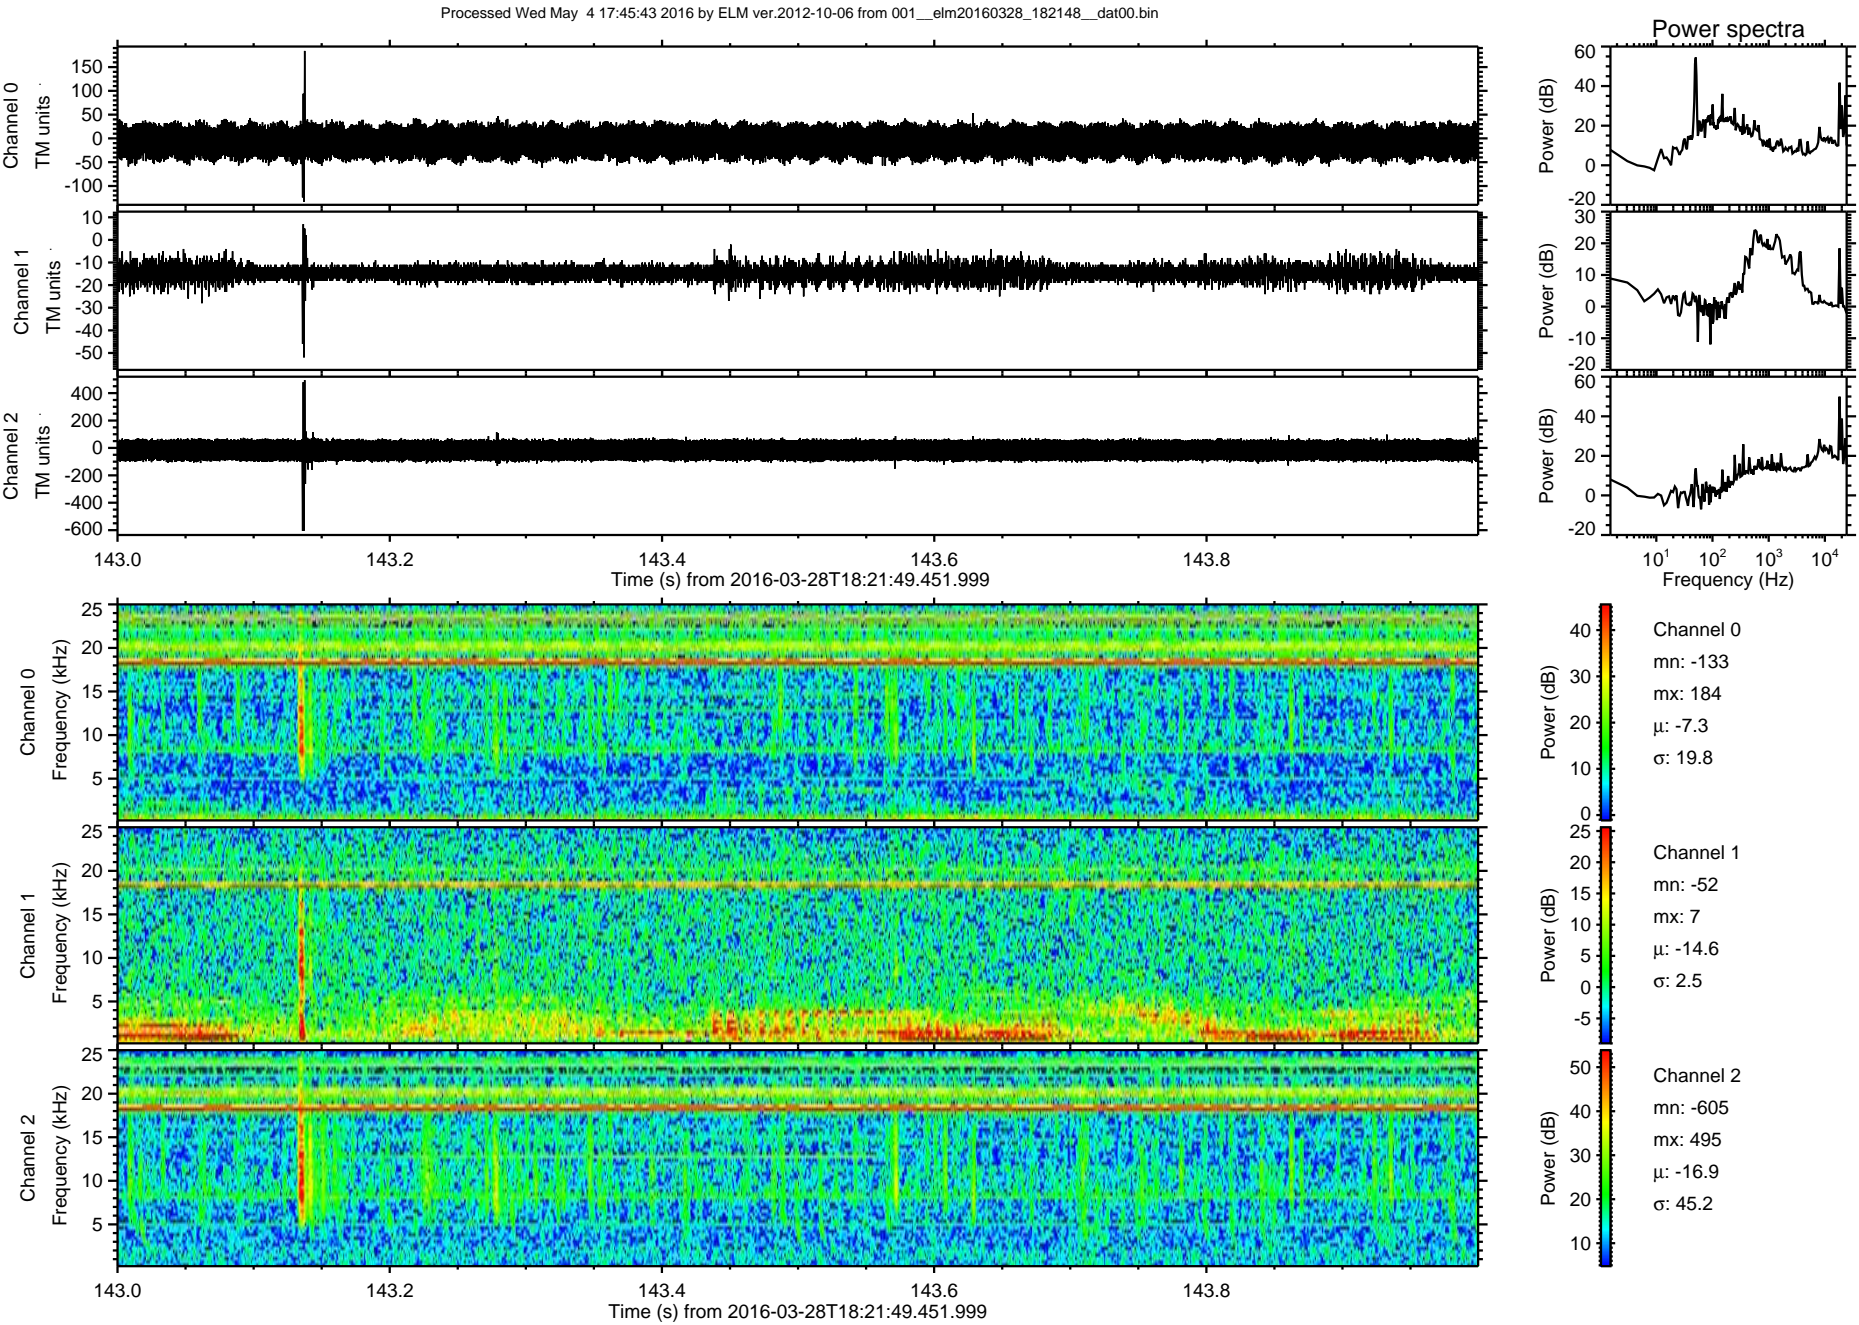 Processed Wed May  4 17:45:43 2016 by ELM ver.2012-10-06 from 001__elm20160328_182148__dat00.bin
Power spectra
Channel 0
TM units
150
100
50
0
-50
-100
Power (dB)
60
40
20
0
-20
Channel 1
TM units
10
0
-10
-20
-30
-40
-50
Power (dB)
30
20
10
0
-10
-20
Channel 2
TM units
400
200
0
-200
-400
-600
Power (dB)
60
40
20
0
-20
143.0 143.2 143.4 143.6 143.8
Time (s) from 2016-03-28T18:21:49.451.999
10¹ 10² 10³ 10⁴
Frequency (Hz)
Channel 0
Frequency (kHz)
25
20
15
10
5
Power (dB)
40
30
20
10
0
Channel 0
mn: -133
mx: 184
μ: -7.3
σ: 19.8
Channel 1
Frequency (kHz)
25
20
15
10
5
Power (dB)
25
20
15
10
5
0
-5
Channel 1
mn: -52
mx: 7
μ: -14.6
σ: 2.5
Channel 2
Frequency (kHz)
25
20
15
10
5
Power (dB)
50
40
30
20
10
Channel 2
mn: -605
mx: 495
μ: -16.9
σ: 45.2
143.0 143.2 143.4 143.6 143.8
Time (s) from 2016-03-28T18:21:49.451.999